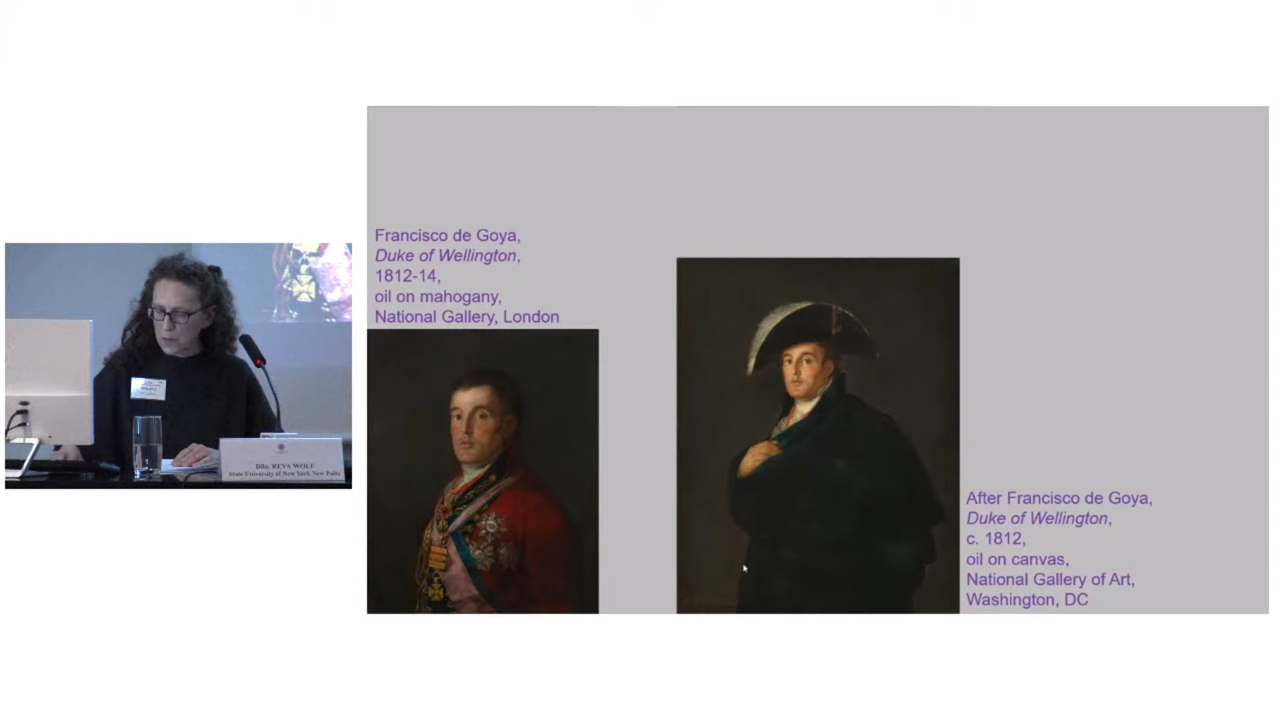 Francisco de Goya,
Duke of Wellington,
1812-14,
oil on mahogany,
National Gallery, London
After Francisco de Goya,
Duke of Wellington,
c. 1812,
oil on canvas,
National Gallery of Art,
Washington, DC
Dña. REVA WOLF
State University of New York New Paltz